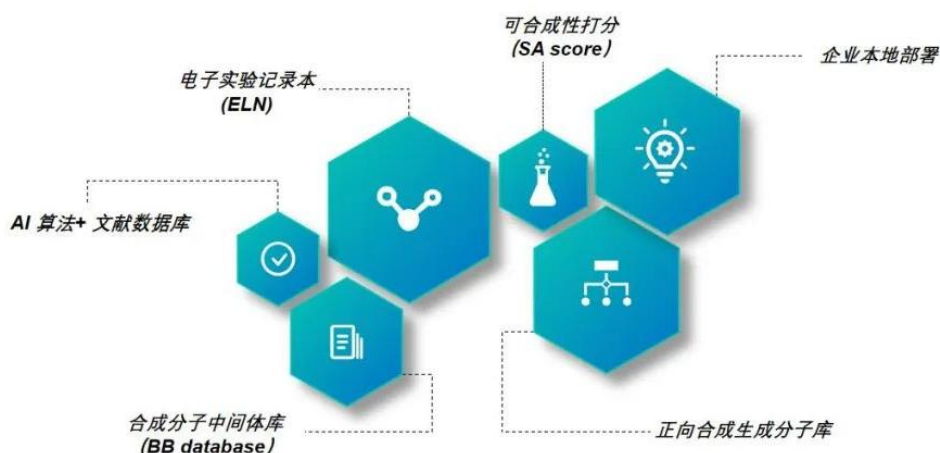 可合成性打分
（SA score）
企业本地部署
电子实验记录本
(ELN)
AI 算法+ 文献数据库
合成分子中间体库
（BB database）
正向合成生成分子库